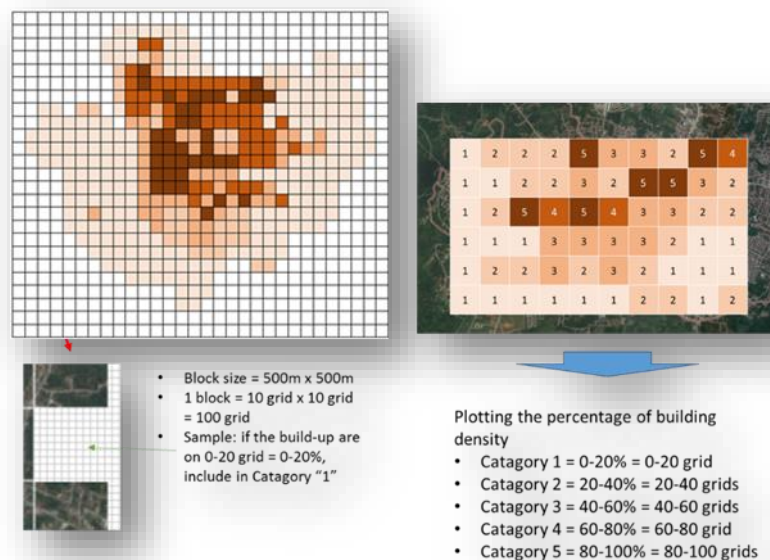 1 2 2 2 5 3 3 2 5 4
1 1 2 2 3 2 5 5 3 2
1 2 5 4 5 4 3 3 2 2
1 1 1 3 3 3 3 2 1 1
1 2 2 3 2 3 2 1 1 1
1 1 1 1 1 1 2 2 1 2
• Block size = 500m x 500m
• 1 block = 10 grid x 10 grid
= 100 grid
• Sample: if the build-up are
on 0-20 grid = 0-20%,
include in Catagory “1”
Plotting the percentage of building
density
• Catagory 1 = 0-20% = 0-20 grid
• Catagory 2 = 20-40% = 20-40 grids
• Catagory 3 = 40-60% = 40-60 grids
• Catagory 4 = 60-80% = 60-80 grid
• Catagory 5 = 80-100% = 80-100 grids